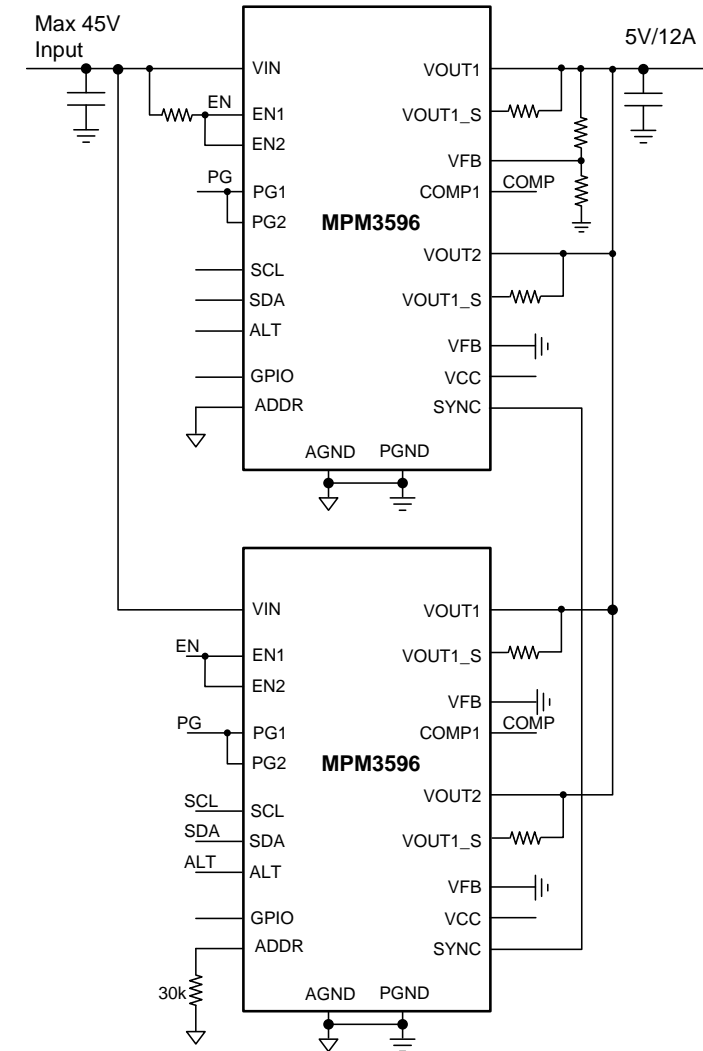 Max 45V
Input
5V/12A
VIN
VOUT1
EN
EN1
VOUT1_S
EN2
VFB
PG
PG1
COMP1
COMP
PG2
MPM3596
VOUT2
SCL
SDA
VOUT1_S
ALT
VFB
GPIO
VCC
ADDR
SYNC
AGND
PGND
VIN
VOUT1
EN
EN1
VOUT1_S
EN2
VFB
PG
PG1
COMP1
COMP
PG2
MPM3596
VOUT2
SCL
SCL
SDA
SDA
VOUT1_S
ALT
ALT
VFB
GPIO
VCC
ADDR
SYNC
30k
AGND
PGND